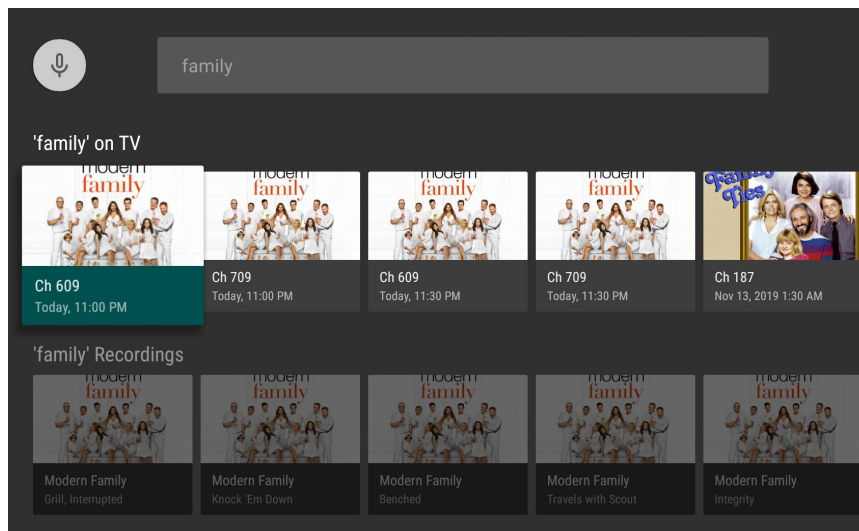 family
'family' on TV
modern
family
Ch 609
Today, 11:00 PM
modern
family
Ch 709
Today, 11:00 PM
modern
family
Ch 609
Today, 11:30 PM
modern
family
Ch 709
Today, 11:30 PM
Family
Ties
Ch 187
Nov 13, 2019 1:30 AM
'family' Recordings
modern
family
Modern Family
Grill, Interrupted
modern
family
Modern Family
Knock 'Em Down
modern
family
Modern Family
Benched
modern
family
Modern Family
Travels with Scout
modern
family
Modern Family
Integrity